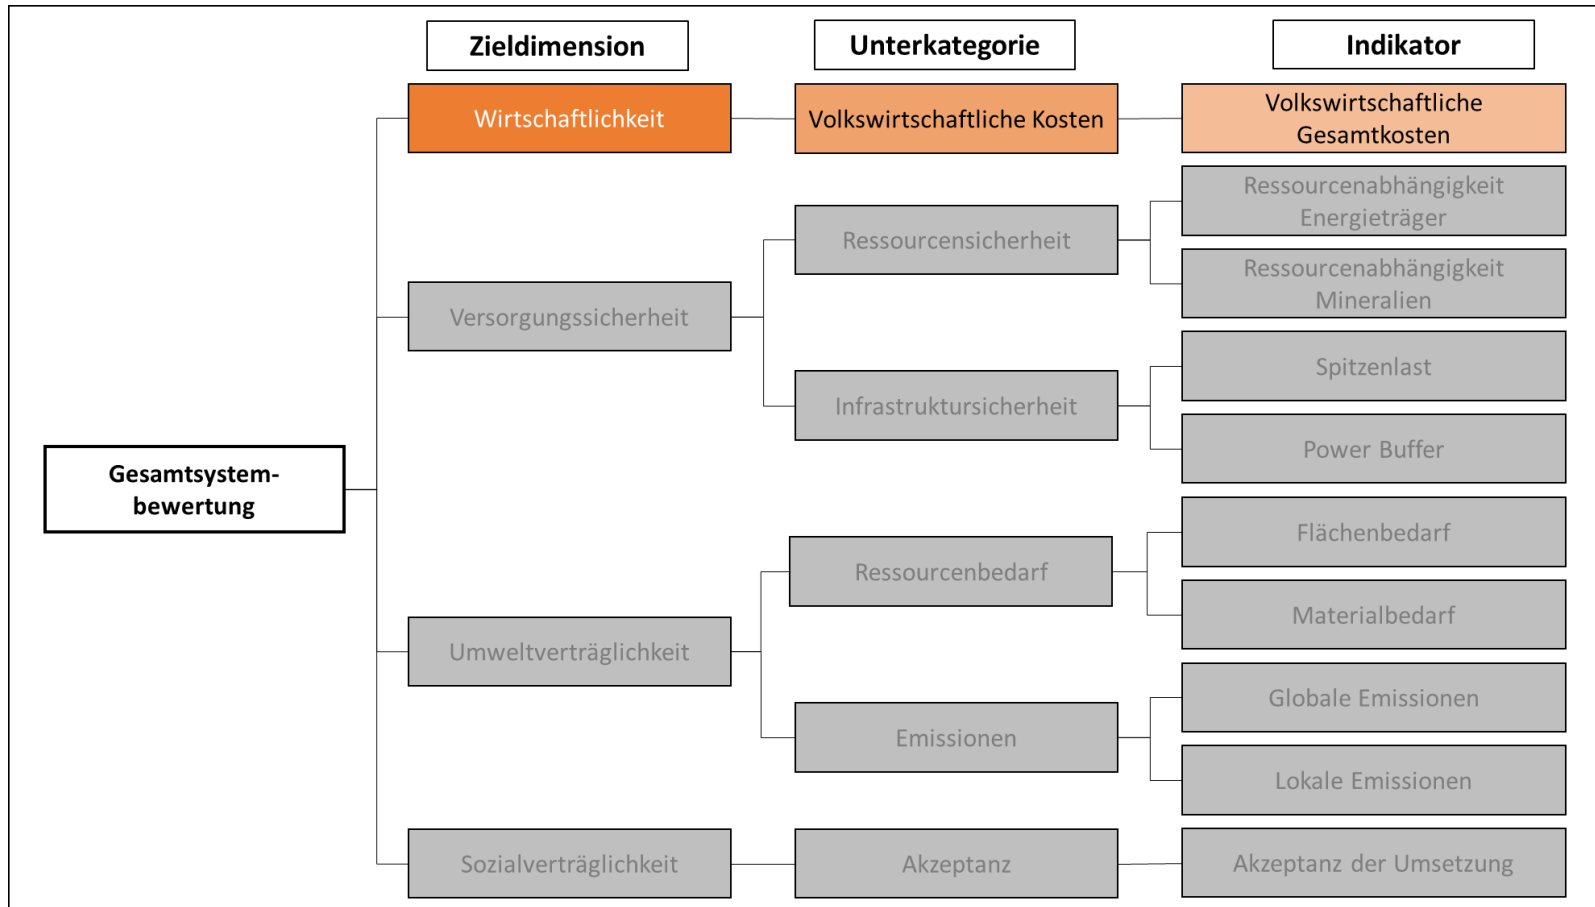 Zieldimension
Unterkategorie
Indikator
Wirtschaftlichkeit
Volkswirtschaftliche Kosten
Volkswirtschaftliche
Gesamtkosten
Ressourcenabhängigkeit
Energieträger
Ressourcensicherheit
Ressourcenabhängigkeit
Mineralien
Versorgungssicherheit
Spitzenlast
Infrastruktursicherheit
Power Buffer
Gesamtsystem-
bewertung
Flächenbedarf
Ressourcenbedarf
Materialbedarf
Umweltverträglichkeit
Globale Emissionen
Emissionen
Lokale Emissionen
Sozialverträglichkeit
Akzeptanz
Akzeptanz der Umsetzung